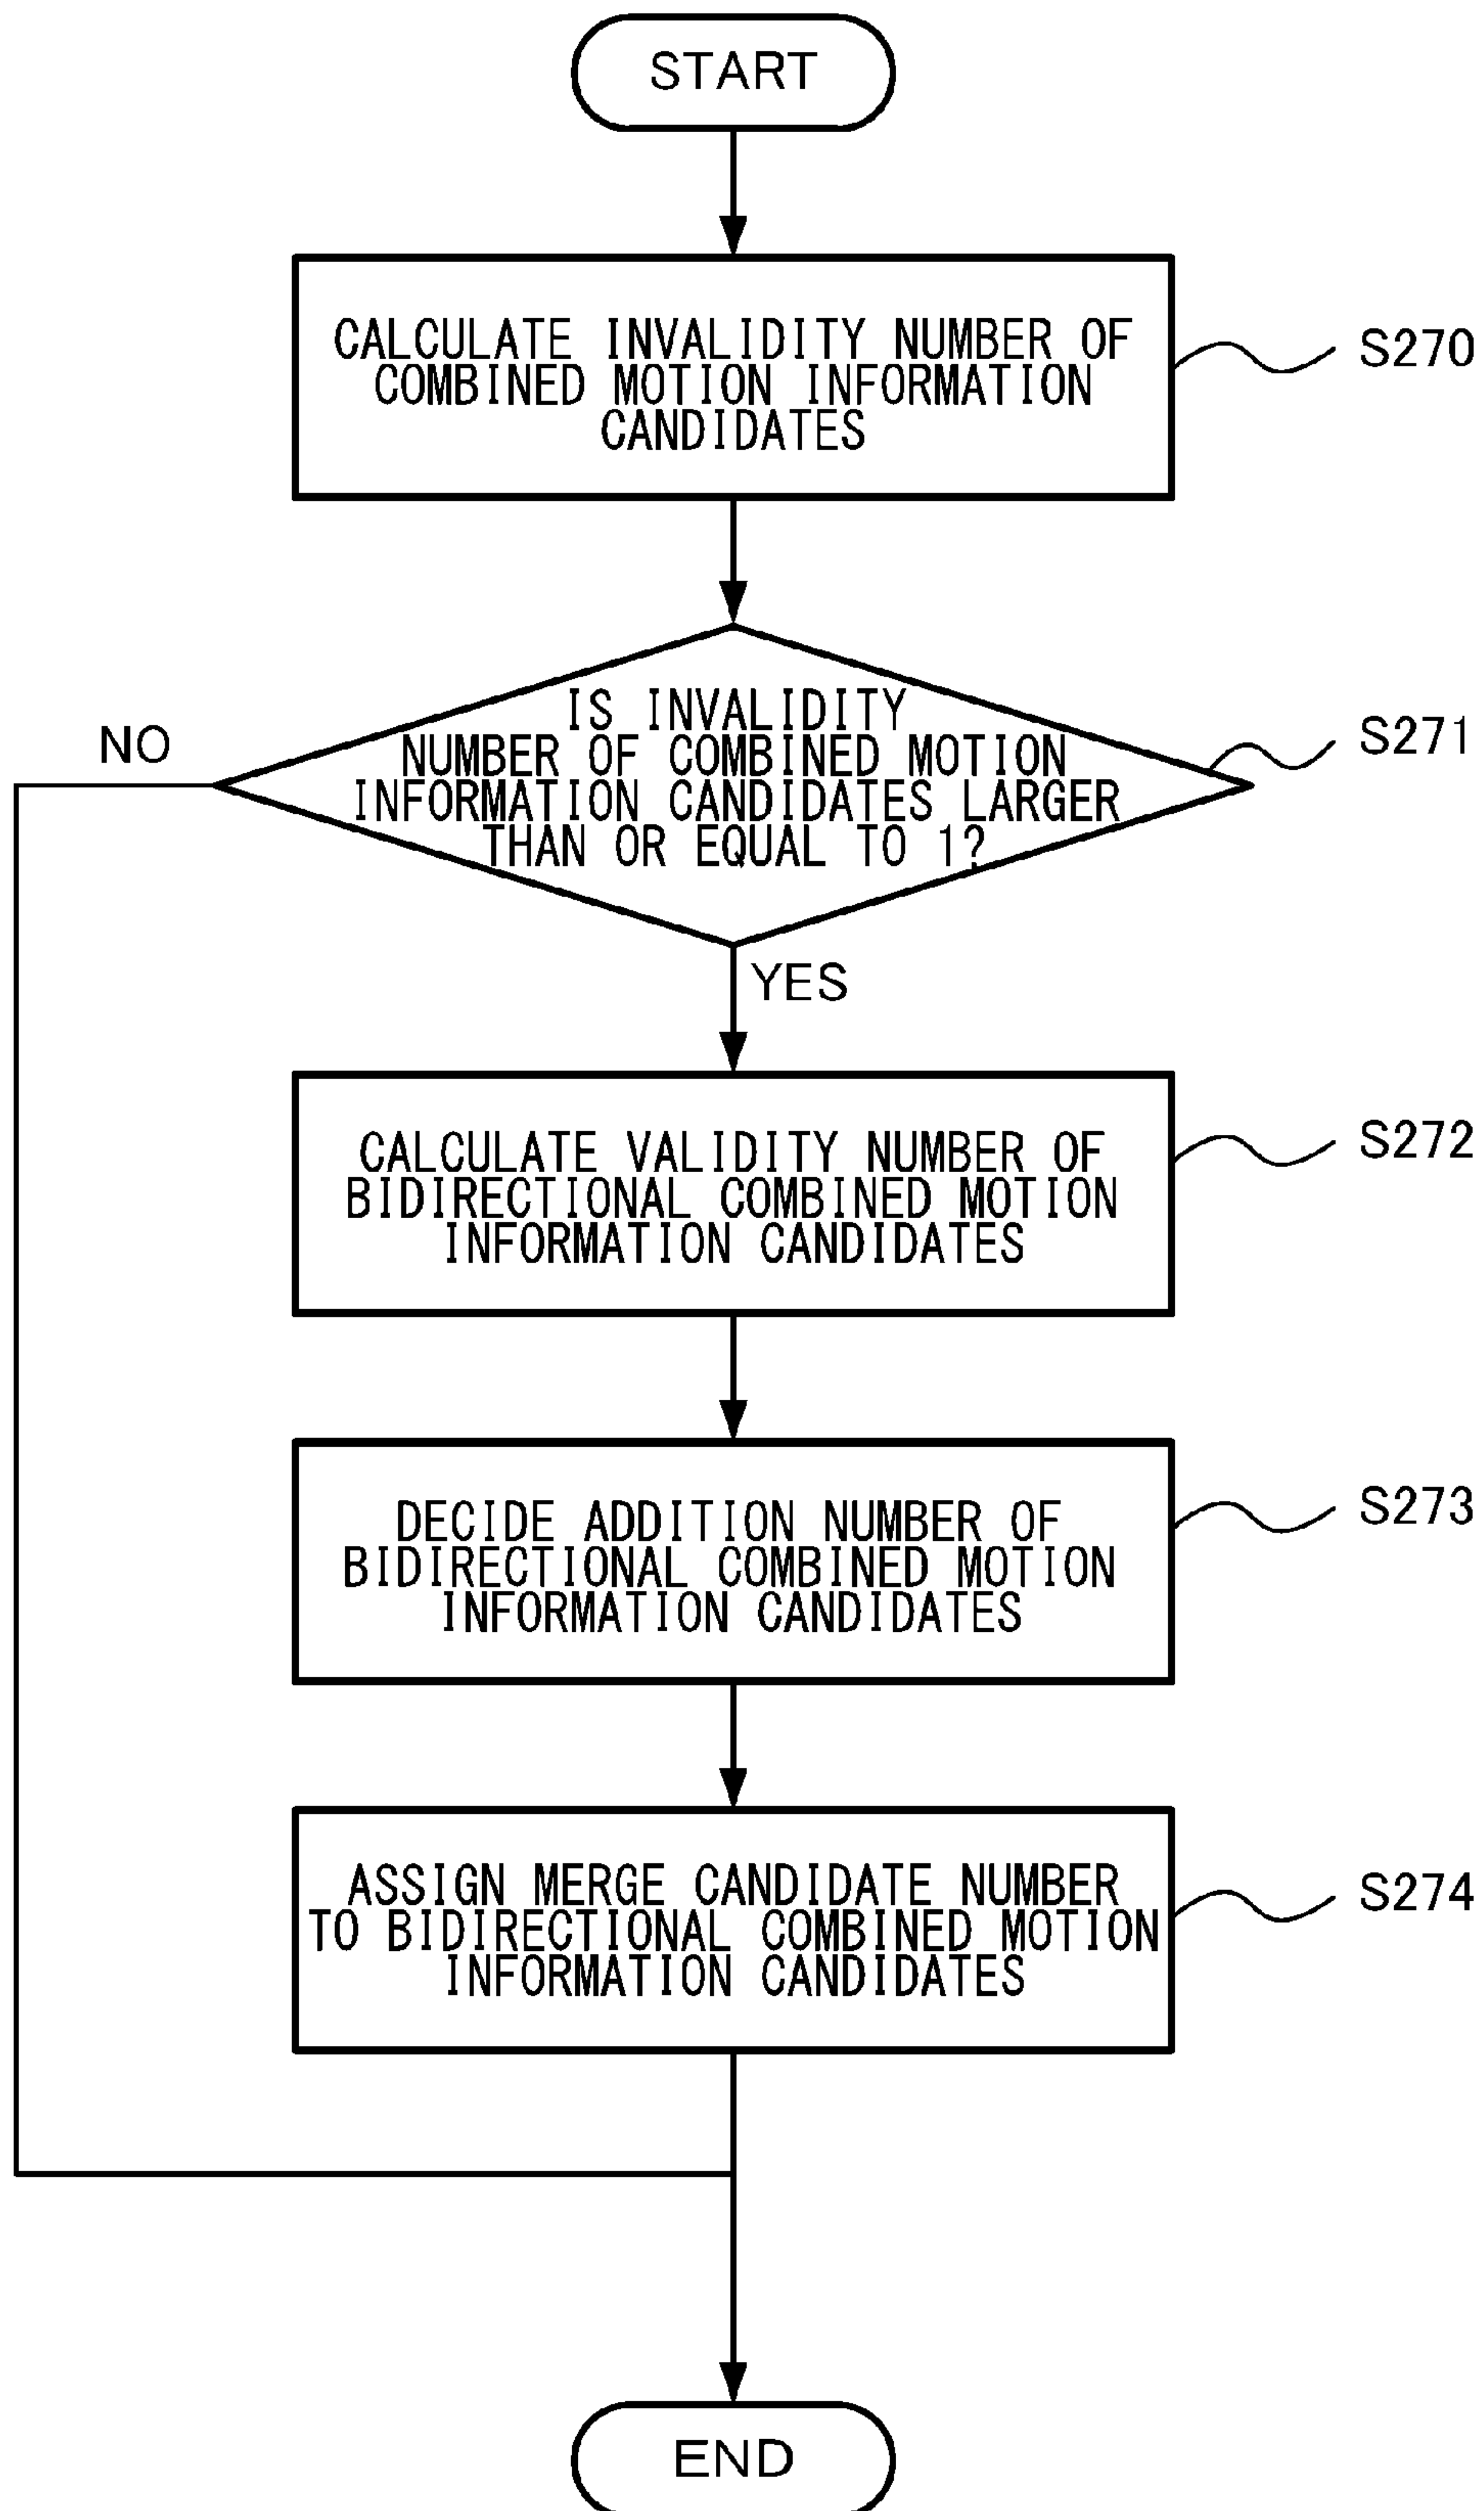 START
CALCULATE INVALIDITY NUMBER OF
COMBINED MOTION INFORMATION
CANDIDATES
S270
IS INVALIDITY
NUMBER OF COMBINED MOTION
INFORMATION CANDIDATES LARGER
THAN OR EQUAL TO 1?
S271
NO
YES
CALCULATE VALIDITY NUMBER OF
BIDIRECTIONAL COMBINED MOTION
INFORMATION CANDIDATES
S272
DECIDE ADDITION NUMBER OF
BIDIRECTIONAL COMBINED MOTION
INFORMATION CANDIDATES
S273
ASSIGN MERGE CANDIDATE NUMBER
TO BIDIRECTIONAL COMBINED MOTION
INFORMATION CANDIDATES
S274
END